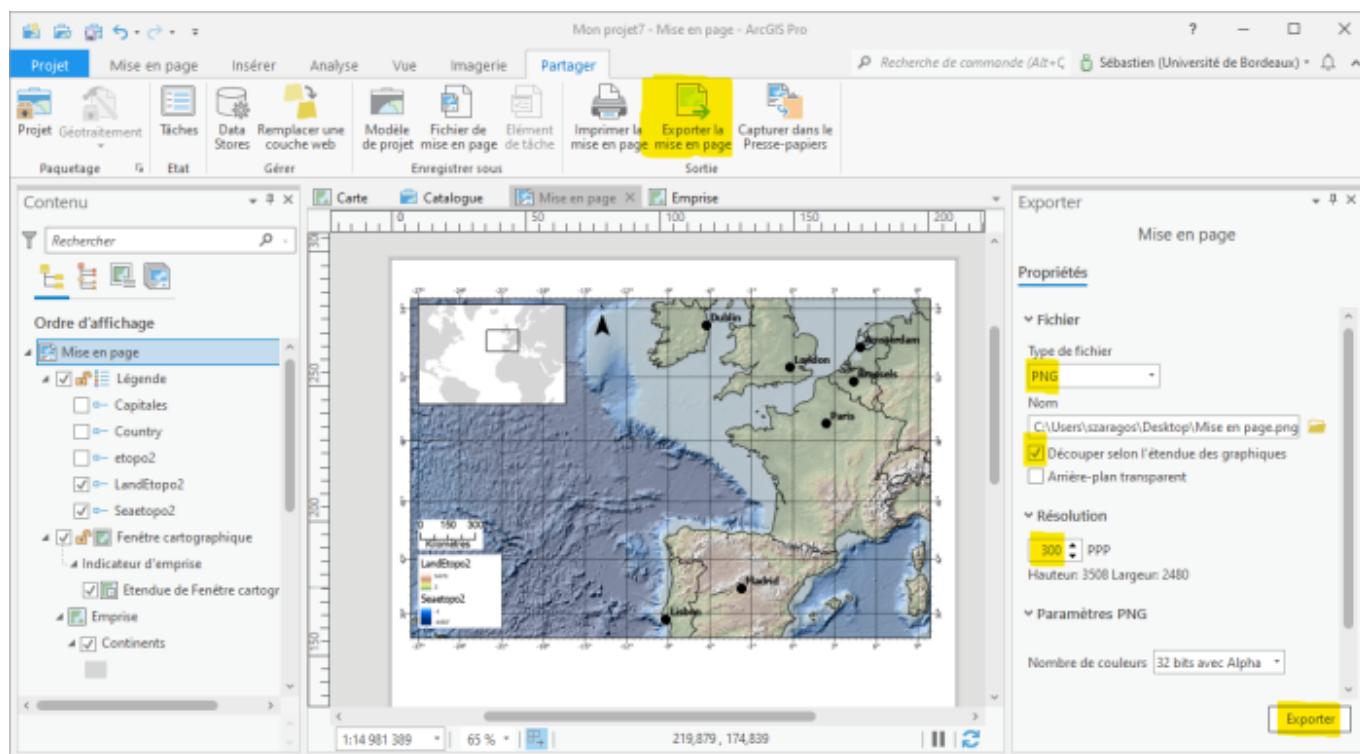 Mon projet7 - Mise en page - ArcGIS Pro
Projet Mise en page Insérer Analyse Vue Imagerie Partager
Recherche de commande (Alt+Q Sébastien (Université de Bordeaux)
Projet Géotraitement Tâches Data Stores Remplacer une couche web Modèle de projet Fichier de mise en page Elément de tâche Imprimer la mise en page Exporter la mise en page Capturer dans le Presse-papiers
Paquetage Etat Gérer Enregistrer sous Sortie
Contenu
Rechercher
Ordre d'affichage
Mise en page
Légende
Capitales
Country
etopo2
LandEtopo2
Seaetopo2
Fenêtre cartographique
Indicateur d'emprise
Etendue de Fenêtre cartogr
Emprise
Continents
Carte Catalogue Mise en page Emprise
0 50 100 150 200
250
200
150
Dublin
Amsterdam
London
Brussels
Paris
Madrid
Lisbon
0 150 300
Kilomètres
LandEtopo2
Seaetopo2
1:14 981 389 65 % 219,879 , 174,839
Exporter
Mise en page
Propriétés
Fichier
Type de fichier
PNG
Nom
C:\Users\szaragos\Desktop\Mise en page.png
Découper selon l'étendue des graphiques
Arrière-plan transparent
Résolution
300 PPP
Hauteur: 3508 Largeur: 2480
Paramètres PNG
Nombre de couleurs 32 bits avec Alpha
Exporter